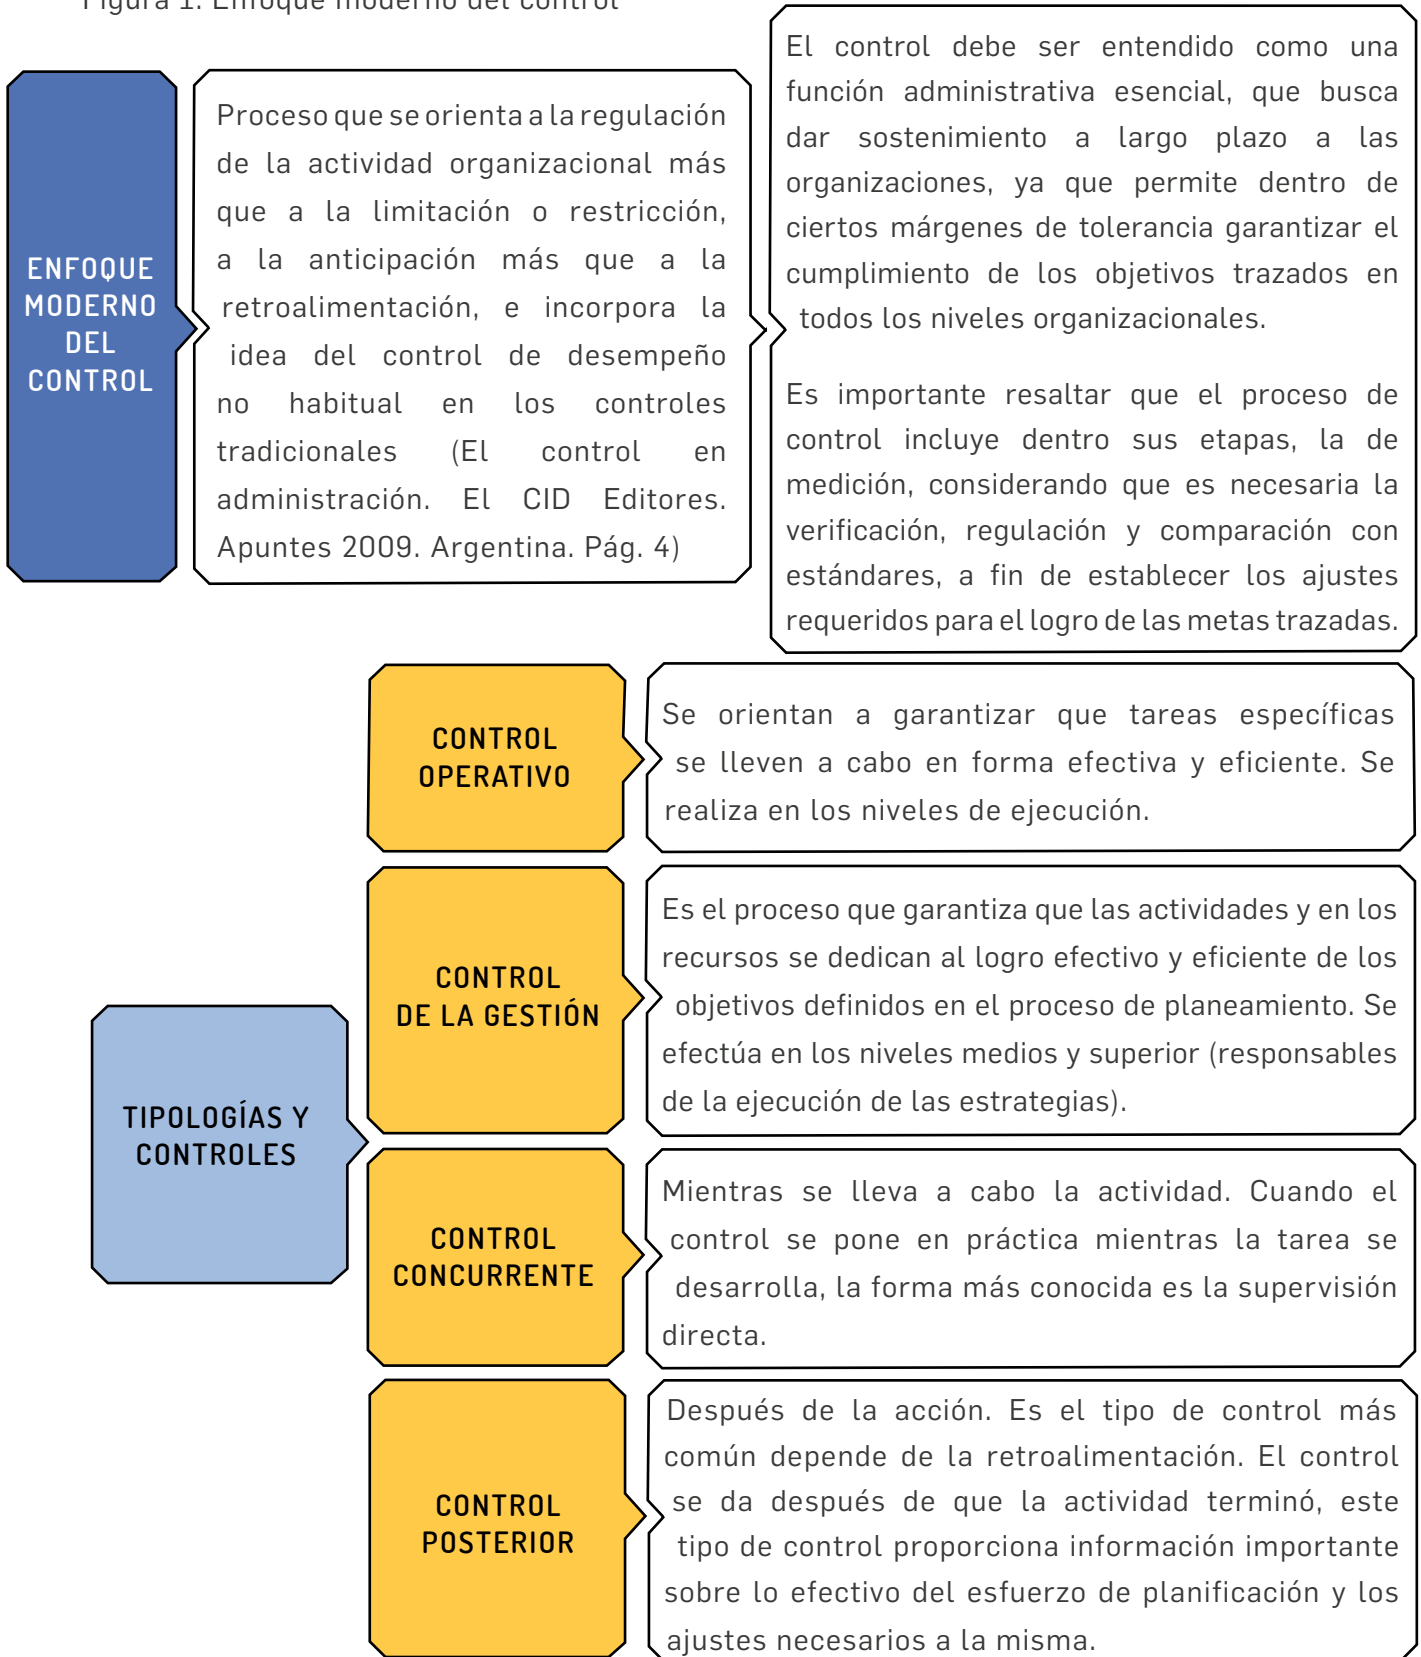 Figura 1. Enfoque moderno del control
ENFOQUE
MODERNO
DEL
CONTROL
Proceso que se orienta a la regulación
de la actividad organizacional más
que a la limitación o restricción,
a la anticipación más que a la
retroalimentación, e incorpora la
idea del control de desempeño
no habitual en los controles
tradicionales (El control en
administración. El CID Editores.
Apuntes 2009. Argentina. Pág. 4)
El control debe ser entendido como una
función administrativa esencial, que busca
dar sostenimiento a largo plazo a las
organizaciones, ya que permite dentro de
ciertos márgenes de tolerancia garantizar el
cumplimiento de los objetivos trazados en
todos los niveles organizacionales.
Es importante resaltar que el proceso de
control incluye dentro sus etapas, la de
medición, considerando que es necesaria la
verificación, regulación y comparación con
estándares, a fin de establecer los ajustes
requeridos para el logro de las metas trazadas.
TIPOLOGÍAS Y
CONTROLES
CONTROL
OPERATIVO
Se orientan a garantizar que tareas específicas
se lleven a cabo en forma efectiva y eficiente. Se
realiza en los niveles de ejecución.
CONTROL
DE LA GESTIÓN
Es el proceso que garantiza que las actividades y en los
recursos se dedican al logro efectivo y eficiente de los
objetivos definidos en el proceso de planeamiento. Se
efectúa en los niveles medios y superior (responsables
de la ejecución de las estrategias).
CONTROL
CONCURRENTE
Mientras se lleva a cabo la actividad. Cuando el
control se pone en práctica mientras la tarea se
desarrolla, la forma más conocida es la supervisión
directa.
CONTROL
POSTERIOR
Después de la acción. Es el tipo de control más
común depende de la retroalimentación. El control
se da después de que la actividad terminó, este
tipo de control proporciona información importante
sobre lo efectivo del esfuerzo de planificación y los
ajustes necesarios a la misma.